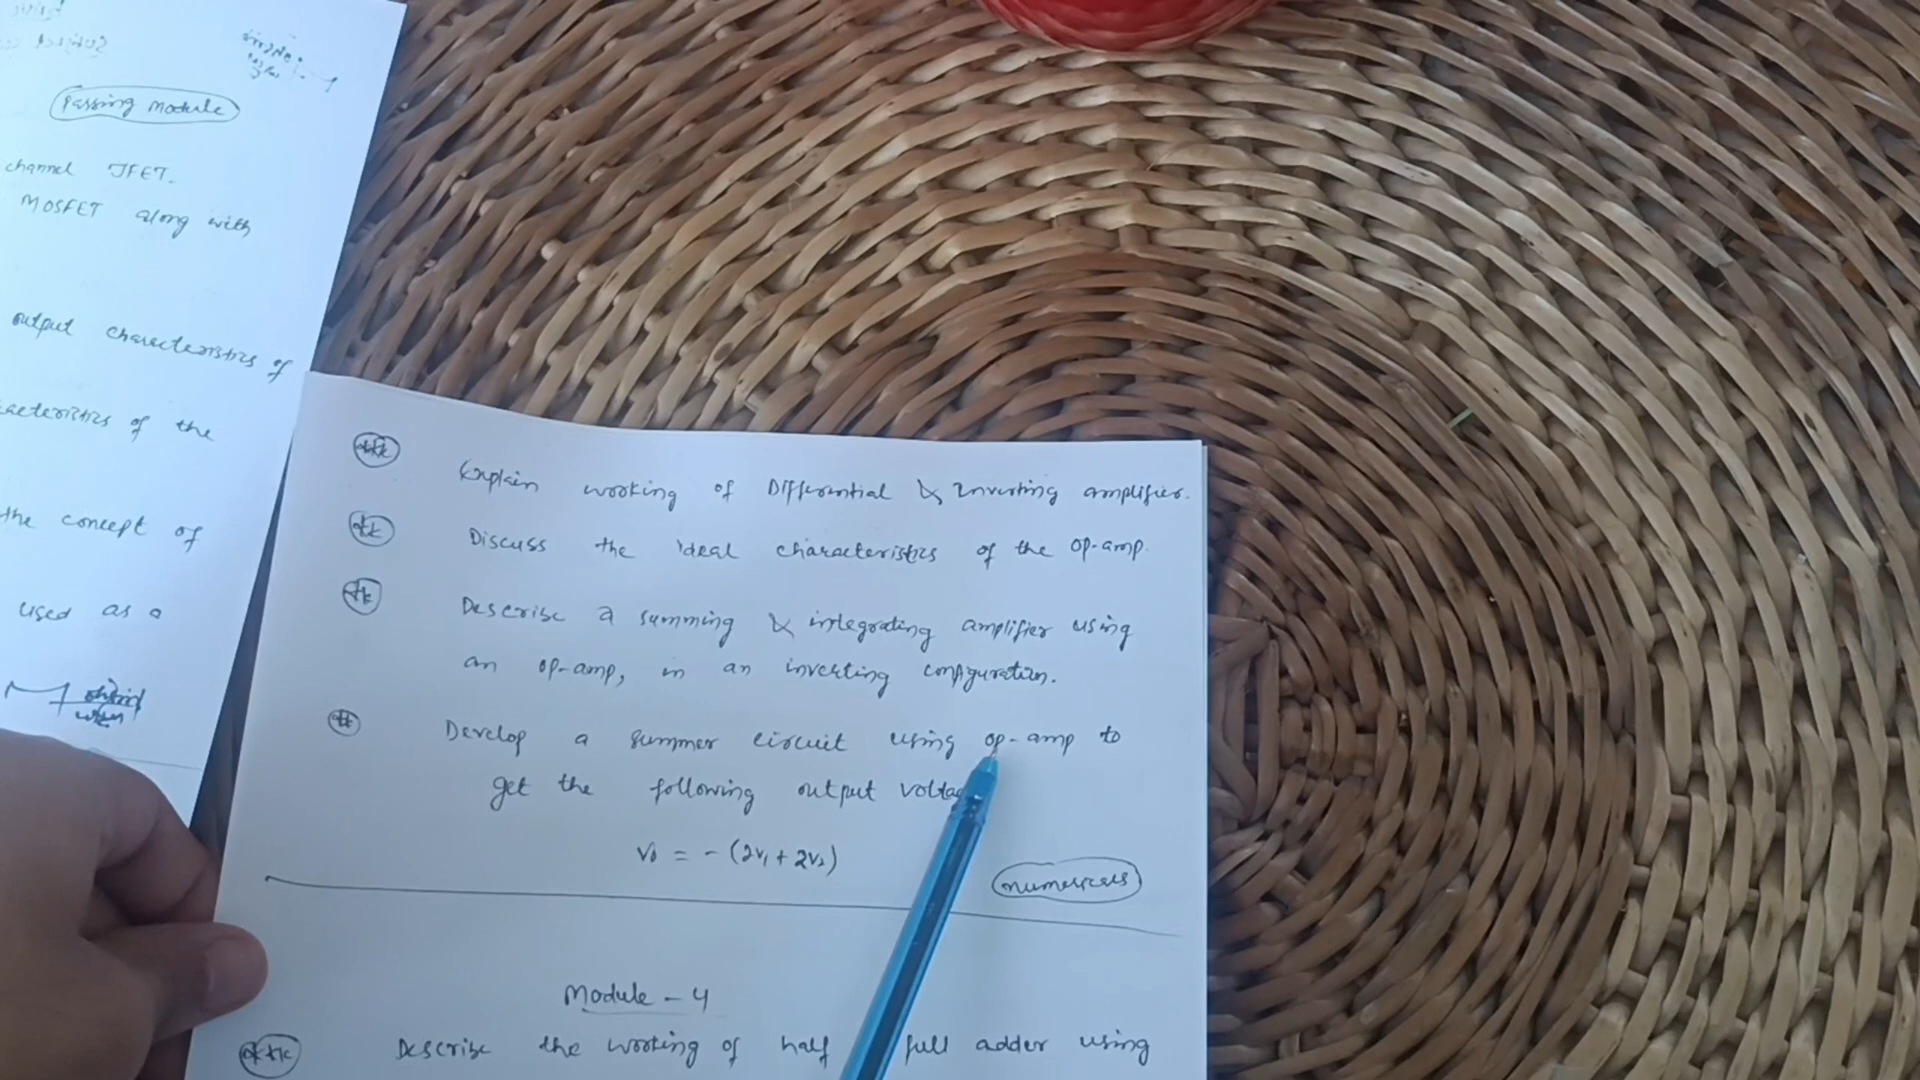 Passing Module
channel JFET.
MOSFET along with
output characteristics of
acteristics of the
the concept of
used as a
Explain working of Differential & Inverting amplifier.
Discuss the ideal characteristics of the op-amp.
Describe a summing & integrating amplifier using
an op-amp, in an inverting configuration.
Develop a summer circuit using op-amp to
get the following output voltag
V0 = - (2V1 + 2V2)
numericals
Module - 4
Describe the working of half full adder using